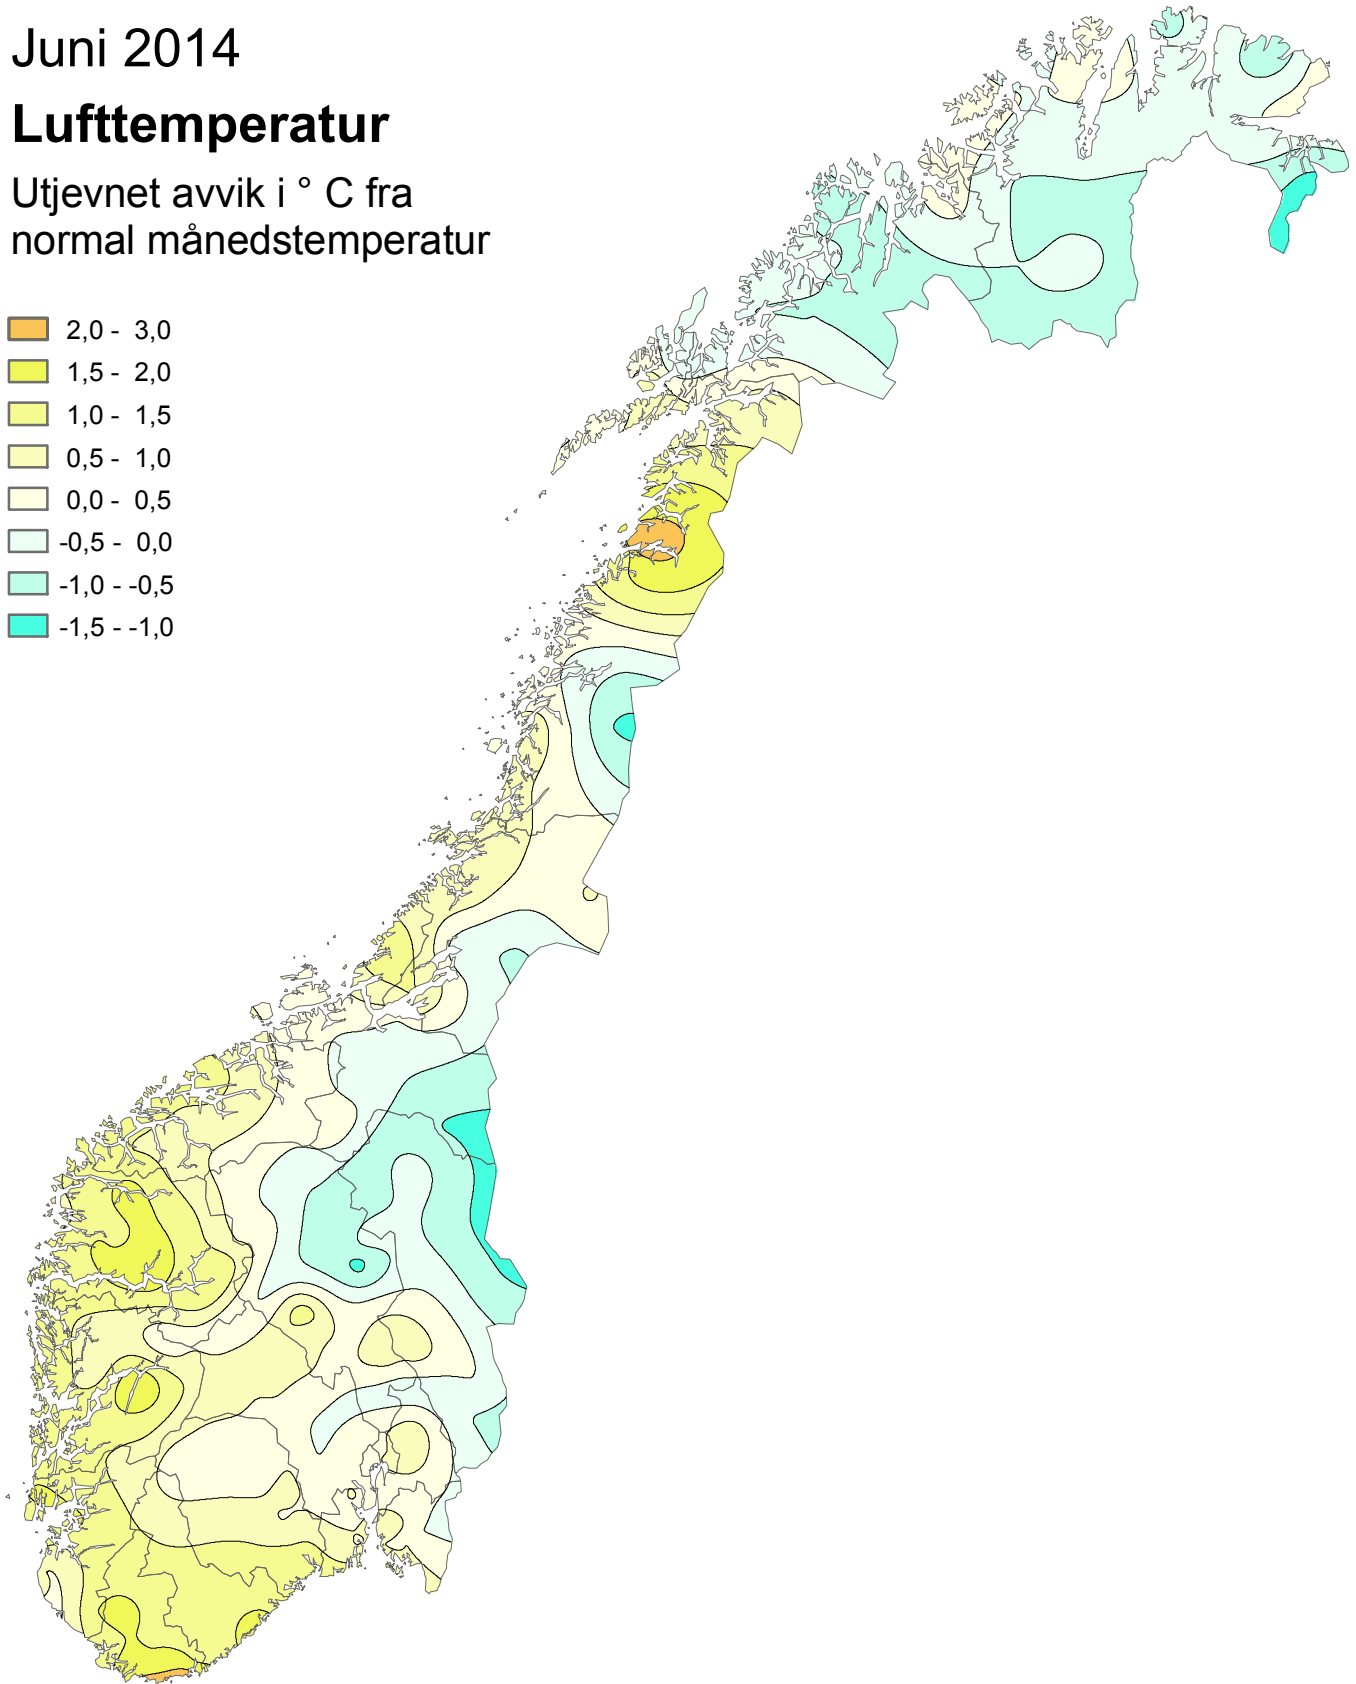 Juni 2014
Lufttemperatur
Utjevnet avvik i ° C fra
normal månedstemperatur
2,0 - 3,0
1,5 - 2,0
1,0 - 1,5
0,5 - 1,0
0,0 - 0,5
-0,5 - 0,0
-1,0 - -0,5
-1,5 - -1,0